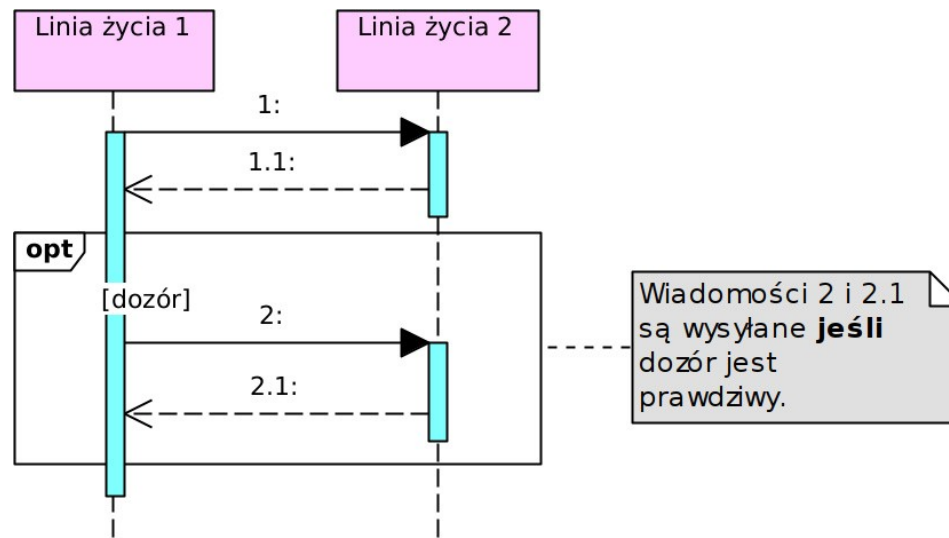 Linia życia 1
Linia życia 2
1:
1.1:
opt
[dozór]
2:
2.1:
Wiadomości 2 i 2.1
są wysyłane jeśli
dozór jest
prawdziwy.